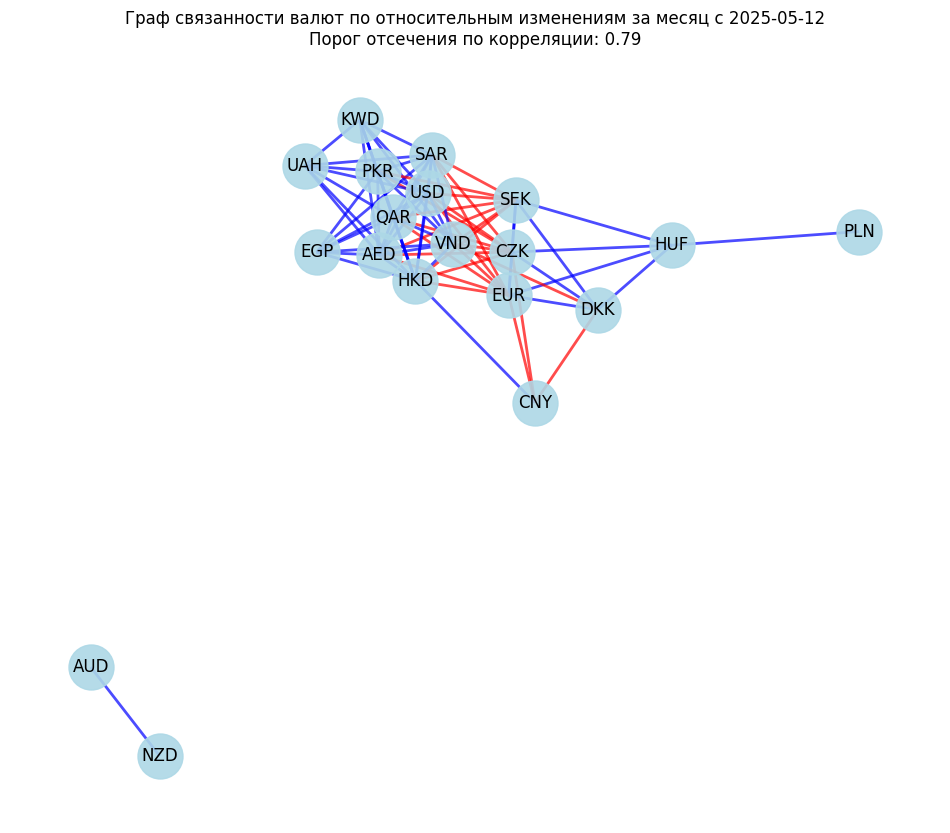 Граф связанности валют по относительным изменениям за месяц с 2025-05-12
Порог отсечения по корреляции: 0.79
KWD
SAR
UAH
PKR
USD
SEK
QAR
PLN
VND
HUF
EGP
AED
CZK
HKD
EUR
DKK
CNY
AUD
NZD